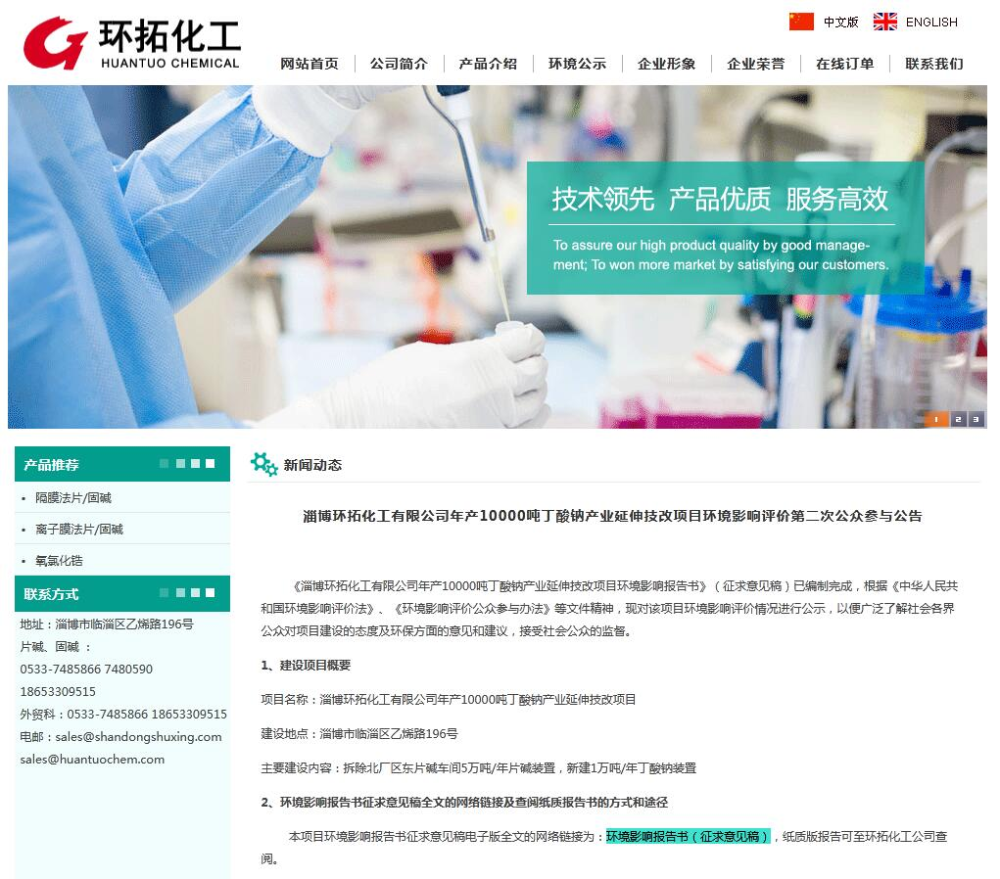 中文版 ENGLISH
环拓化工
HUANTUO CHEMICAL
网站首页 公司简介 产品介绍 环境公示 企业形象 企业荣誉 在线订单 联系我们
技术领先 产品优质 服务高效
To assure our high product quality by good manage-
ment; To won more market by satisfying our customers.
1 2 3
产品推荐
• 隔膜法片/固碱
• 离子膜法片/固碱
• 氧氯化锆
联系方式
地址：淄博市临淄区乙烯路196号
片碱、固碱 ：
0533-7485866 7480590
18653309515
外贸科：0533-7485866 18653309515
电邮：sales@shandongshuxing.com
sales@huantuochem.com
新闻动态
淄博环拓化工有限公司年产10000吨丁酸钠产业延伸技改项目环境影响评价第二次公众参与公告
《淄博环拓化工有限公司年产10000吨丁酸钠产业延伸技改项目环境影响报告书》（征求意见稿）已编制完成，根据《中华人民共
和国环境影响评价法》、《环境影响评价公众参与办法》等文件精神，现对该项目环境影响评价情况进行公示，以便广泛了解社会各界
公众对项目建设的态度及环保方面的意见和建议，接受社会公众的监督。
1、建设项目概要
项目名称：淄博环拓化工有限公司年产10000吨丁酸钠产业延伸技改项目
建设地点：淄博市临淄区乙烯路196号
主要建设内容：拆除北厂区东片碱车间5万吨/年片碱装置，新建1万吨/年丁酸钠装置
2、环境影响报告书征求意见稿全文的网络链接及查阅纸质报告书的方式和途径
本项目环境影响报告书征求意见稿电子版全文的网络链接为：环境影响报告书（征求意见稿），纸质版报告可至环拓化工公司查
阅。